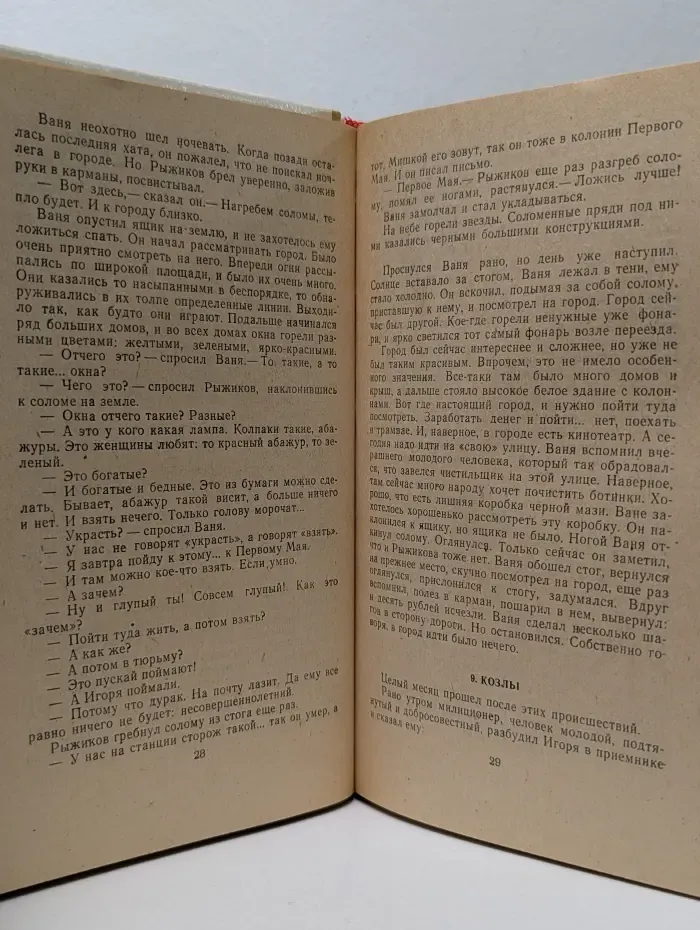 Ваня неохотно шел ночевать. Когда позади оста-
лась последняя хата, он пожалел, что не поискал ноч-
лега в городе. Но Рыжиков брел уверенно, заложив
руки в карманы, посвистывал.
— Вот здесь,— сказал он.— Нагребем соломы, те-
пло будет. И к городу близко.
Ваня опустил ящик на землю, и не захотелось ему
ложиться спать. Он начал рассматривать город. Было
очень приятно смотреть на него. Впереди огни рассы-
пались по широкой площади, и было их очень много.
Они казались то насыпанными в беспорядке, то обна-
руживались в их толпе определенные линии. Выходи-
ло так, как будто они играют. Подальше начинался
ряд больших домов, и во всех домах окна горели раз-
ными цветами: желтыми, зелеными, ярко-красными.
— Отчего это? — спросил Ваня.— То, такие, а то
такие... окна?
— Чего это? — спросил Рыжиков, наклонившись
к соломе на земле.
— Окна отчего такие? Разные?
— А это у кого какая лампа. Колпаки такие, аба-
журы. Это женщины любят: то красный абажур, то зе-
леный.
— Это богатые?
— И богатые и бедные. Это из бумаги можно сде-
лать. Бывает, абажур такой висит, а больше ничего
и нет. И взять нечего. Только голову морочат...
— Украсть? — спросил Ваня.
— У нас не говорят «украсть», а говорят «взять».
— Я завтра пойду к этому... к Первому Мая.
— И там можно кое-что взять. Если умно.
— А зачем?
— Ну и глупый ты! Совсем глупый! Как это
«зачем»?
— Пойти туда жить, а потом взять?
— А как же?
— А потом в тюрьму?
— Это пускай поймают!
— А Игоря поймали.
— Потому что дурак. На почту лазит. Да ему все
равно ничего не будет: несовершеннолетний.
Рыжиков гребнул солому из стога еще раз.
— У нас на станции сторож такой... так он умер, а
28
тот, Мишкой его зовут, так он тоже в колонии Первого
Мая. И он писал письмо.
— Первое Мая.— Рыжиков еще раз разгреб соло-
му, помял ее ногами, растянулся.— Ложись лучше!
Ваня замолчал и стал укладываться.
На небе горели звезды. Соломенные пряди под ни-
ми казались черными большими конструкциями.
Проснулся Ваня рано, но день уже наступил.
Солнце вставало за стогом, Ваня лежал в тени, ему
стало холодно. Он вскочил, подымая за собой солому,
приставшую к нему, и посмотрел на город. Город сей-
час был другой. Кое-где горели ненужные уже фона-
ри, и ярко светился тот самый фонарь возле переезда.
Город был сейчас интереснее и сложнее, но уже не
был таким красивым. Впрочем, это не имело особен-
ного значения. Все-таки там было много домов и
крыш, а дальше стояло высокое белое здание с колон-
нами. Вот где настоящий город, и нужно пойти туда
посмотреть. Заработать денег и пойти... нет, поехать
в трамвае. И, наверное, в городе есть кинотеатр. А се-
годня надо идти на «свою» улицу. Ваня вспомнил вче-
рашнего молодого человека, который так обрадовал-
ся, что завелся чистильщик на этой улице. Наверное,
там сейчас много народу хочет почистить ботинки. Хо-
рошо, что есть лишняя коробка черной мази. Ване за-
хотелось хорошенько рассмотреть эту коробку. Он на-
клонился к ящику, но ящика не было. Ногой Ваня от-
кинул солому. Оглянулся. Только сейчас он заметил,
что и Рыжикова тоже нет. Ваня обошел стог, вернулся
на прежнее место, скучно посмотрел на город, еще раз
оглянулся, прислонился к стогу, задумался. Вдруг
вспомнил, полез в карман, пошарил в нем, вывернул:
и десять рублей исчезли. Ваня сделал несколько ша-
гов в сторону дороги. Но остановился. Собственно го-
воря, в город идти было нечего.
9. КОЗЛЫ
Целый месяц прошел после этих происшествий.
Рано утром милиционер, человек молодой, подтя-
нутый и добросовестный, разбудил Игоря в приемнике
и сказал ему:
29